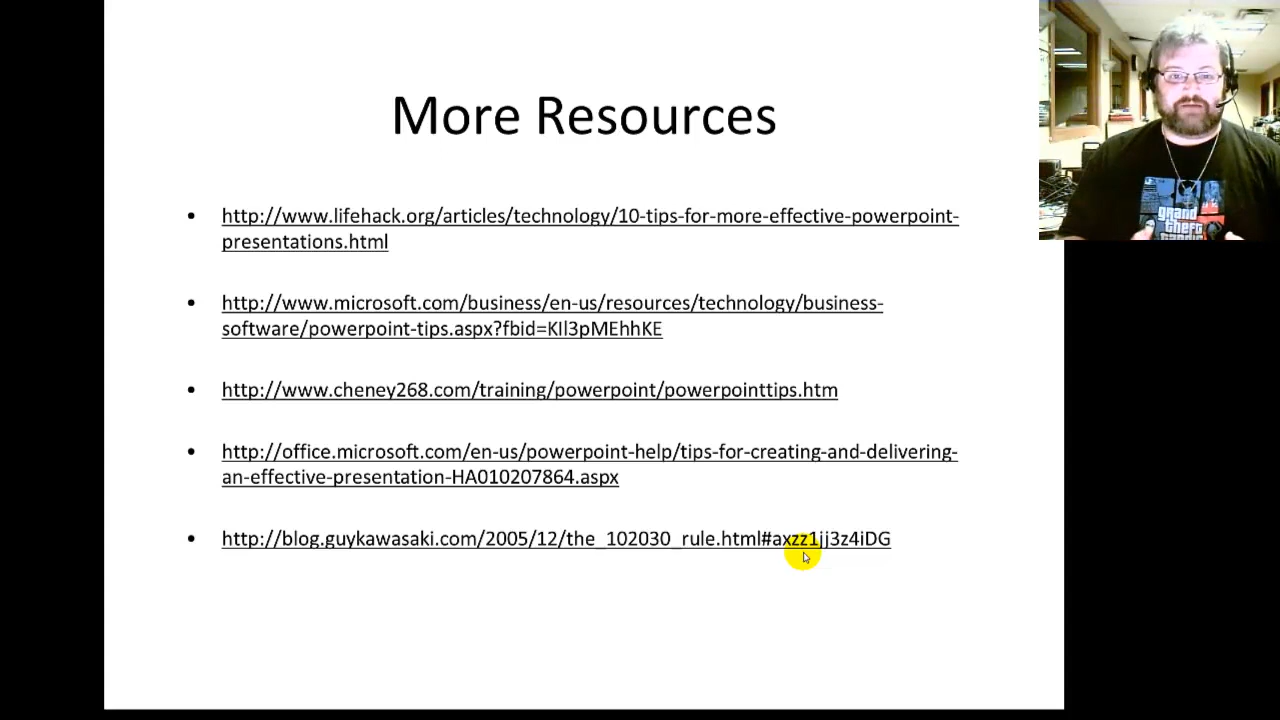 More Resources
• http://www.lifehack.org/articles/technology/10-tips-for-more-effective-powerpoint-
presentations.html
• http://www.microsoft.com/business/en-us/resources/technology/business-
software/powerpoint-tips.aspx?fbid=KIl3pMEhhKE
• http://www.cheney268.com/training/powerpoint/powerpointtips.htm
• http://office.microsoft.com/en-us/powerpoint-help/tips-for-creating-and-delivering-
an-effective-presentation-HA010207864.aspx
• http://blog.guykawasaki.com/2005/12/the_102030_rule.html#axzz1jj3z4iDG
grand
theft